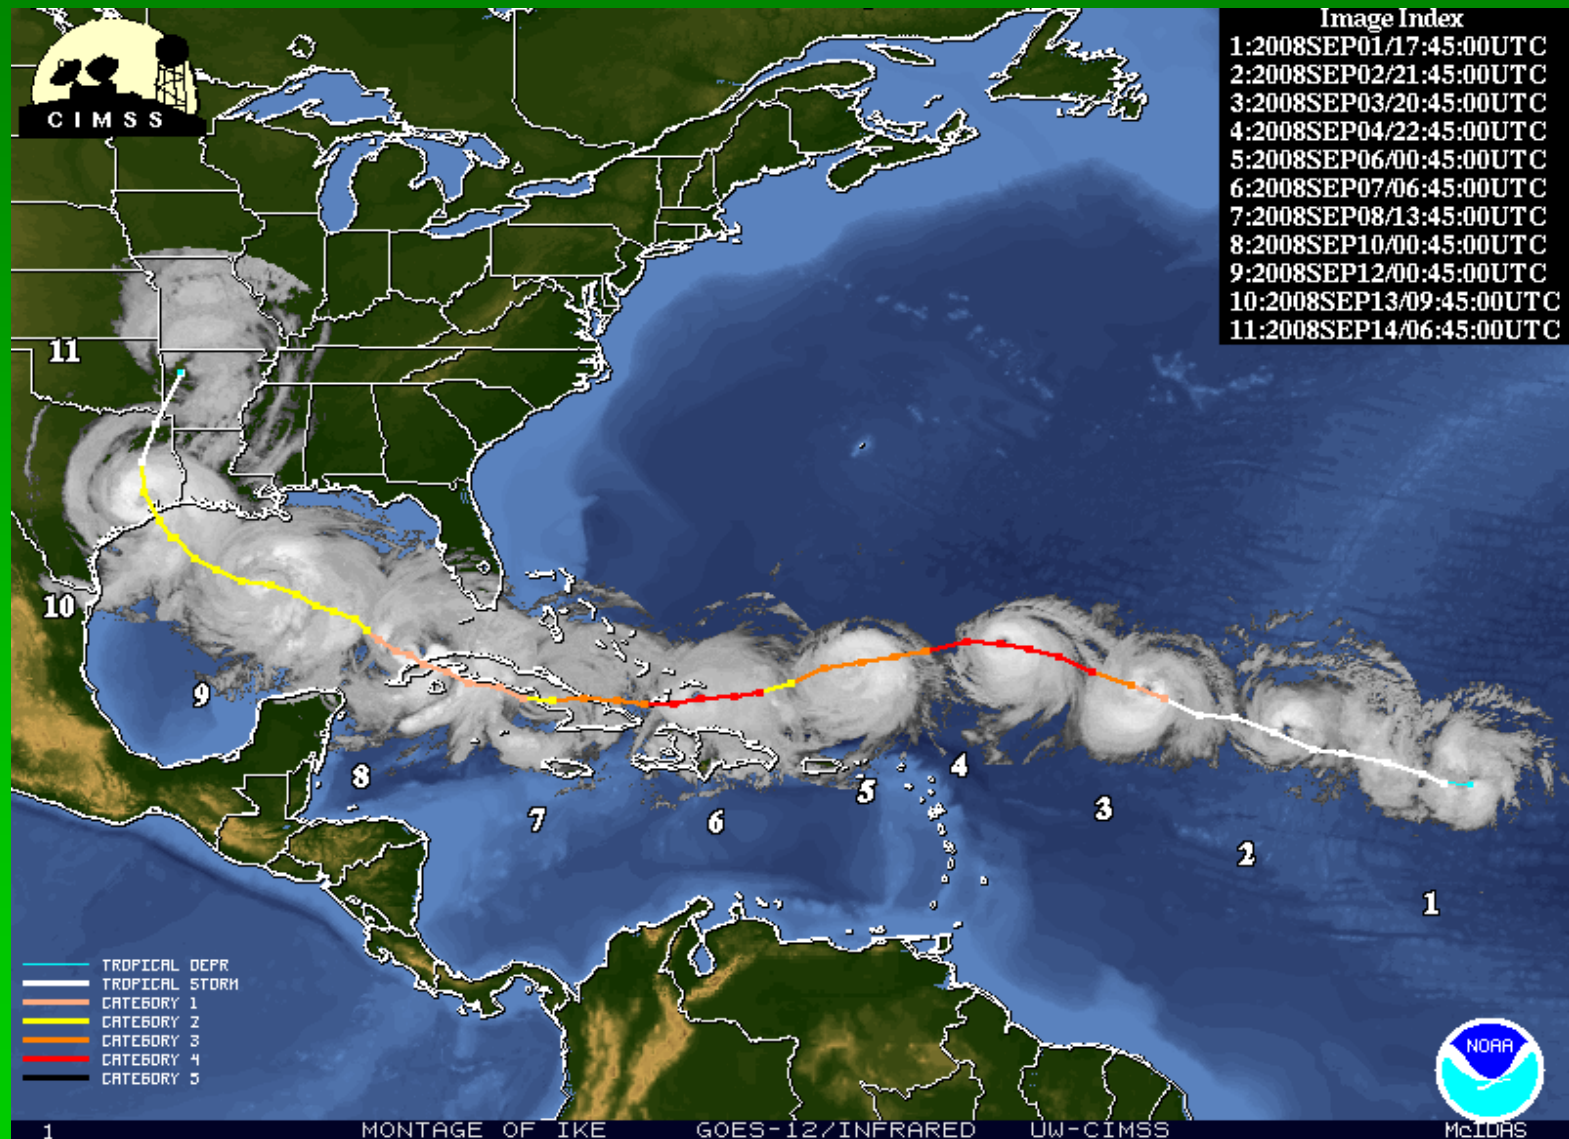 CIMSS
Image Index
1:2008SEP01/17:45:00UTC
2:2008SEP02/21:45:00UTC
3:2008SEP03/20:45:00UTC
4:2008SEP04/22:45:00UTC
5:2008SEP06/00:45:00UTC
6:2008SEP07/06:45:00UTC
7:2008SEP08/13:45:00UTC
8:2008SEP10/00:45:00UTC
9:2008SEP12/00:45:00UTC
10:2008SEP13/09:45:00UTC
11:2008SEP14/06:45:00UTC
11
10
9
8
7
6
5
4
3
2
1
TROPICAL DEPR
TROPICAL STORM
CATEGORY 1
CATEGORY 2
CATEGORY 3
CATEGORY 4
CATEGORY 5
NOAA
1 MONTAGE OF IKE GOES-12/INFRARED UW-CIMSS McIDAS